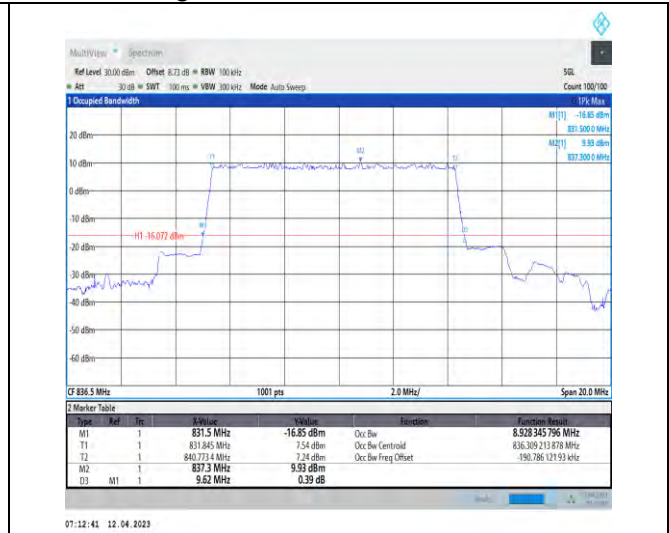 MultiView Spectrum
Ref Level 30.00 dBm Offset 8.73 dB RBW 100 kHz SGL
Att 30 dB SWT 100 ms VBW 300 kHz Mode Auto Sweep Count 100/100
1 Occupied Bandwidth 1Pk Max
M1[1] -16.85 dBm
831.500 0 MHz
M2[1] 9.93 dBm
837.300 0 MHz
20 dBm
10 dBm
0 dBm
-10 dBm
-20 dBm
-30 dBm
-40 dBm
-50 dBm
-60 dBm
T1
M2
T2
M1
D3
H1 -16.072 dBm
CF 836.5 MHz 1001 pts 2.0 MHz/ Span 20.0 MHz
2 Marker Table
Type Ref Trc X-Value Y-Value Function Function Result
M1 1 831.5 MHz -16.85 dBm Occ Bw 8.928 345 796 MHz
T1 1 831.845 MHz 7.54 dBm Occ Bw Centroid 836.309 213 878 MHz
T2 1 840.773 4 MHz 7.24 dBm Occ Bw Freq Offset -190.786 121 93 kHz
M2 1 837.3 MHz 9.93 dBm
D3 M1 1 9.62 MHz 0.39 dB
07:12:41 12.04.2023